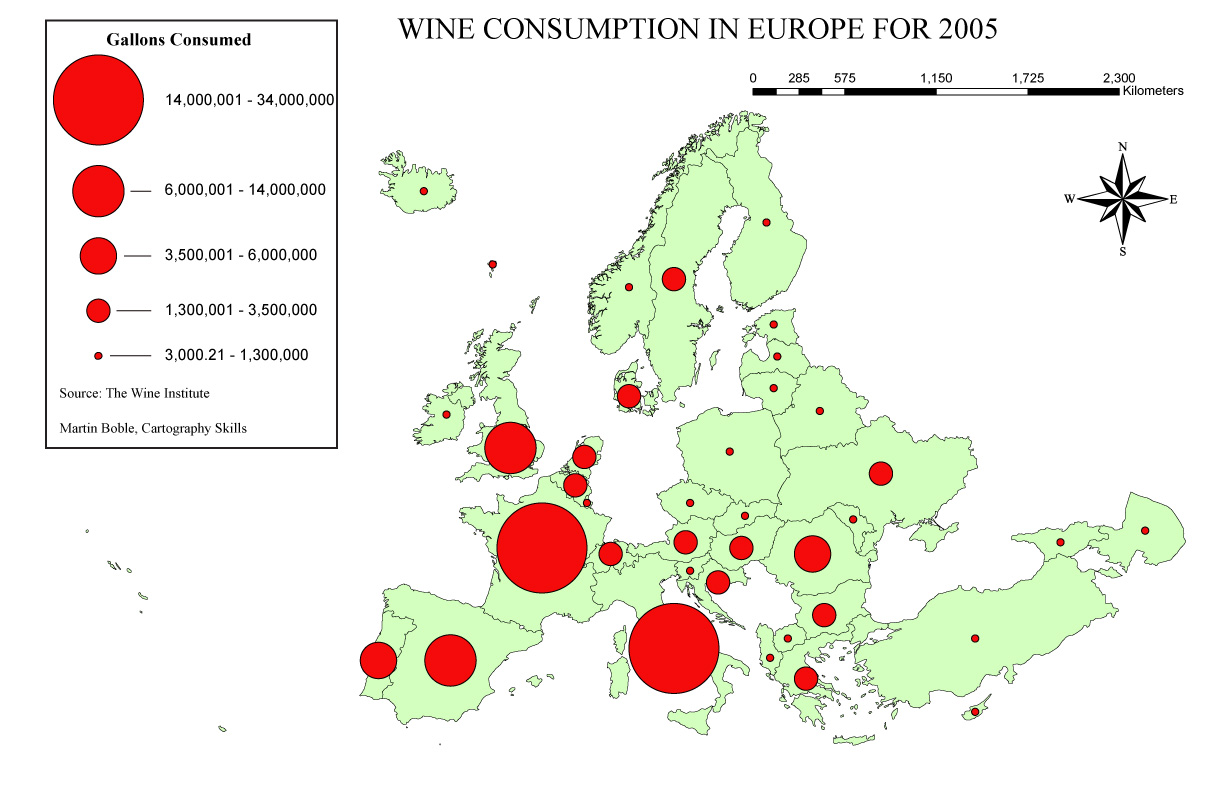 WINE CONSUMPTION IN EUROPE FOR 2005
Gallons Consumed
14,000,001 - 34,000,000
6,000,001 - 14,000,000
3,500,001 - 6,000,000
1,300,001 - 3,500,000
3,000.21 - 1,300,000
Source: The Wine Institute
Martin Boble, Cartography Skills
0 285 575 1,150 1,725 2,300
Kilometers
N
W E
S